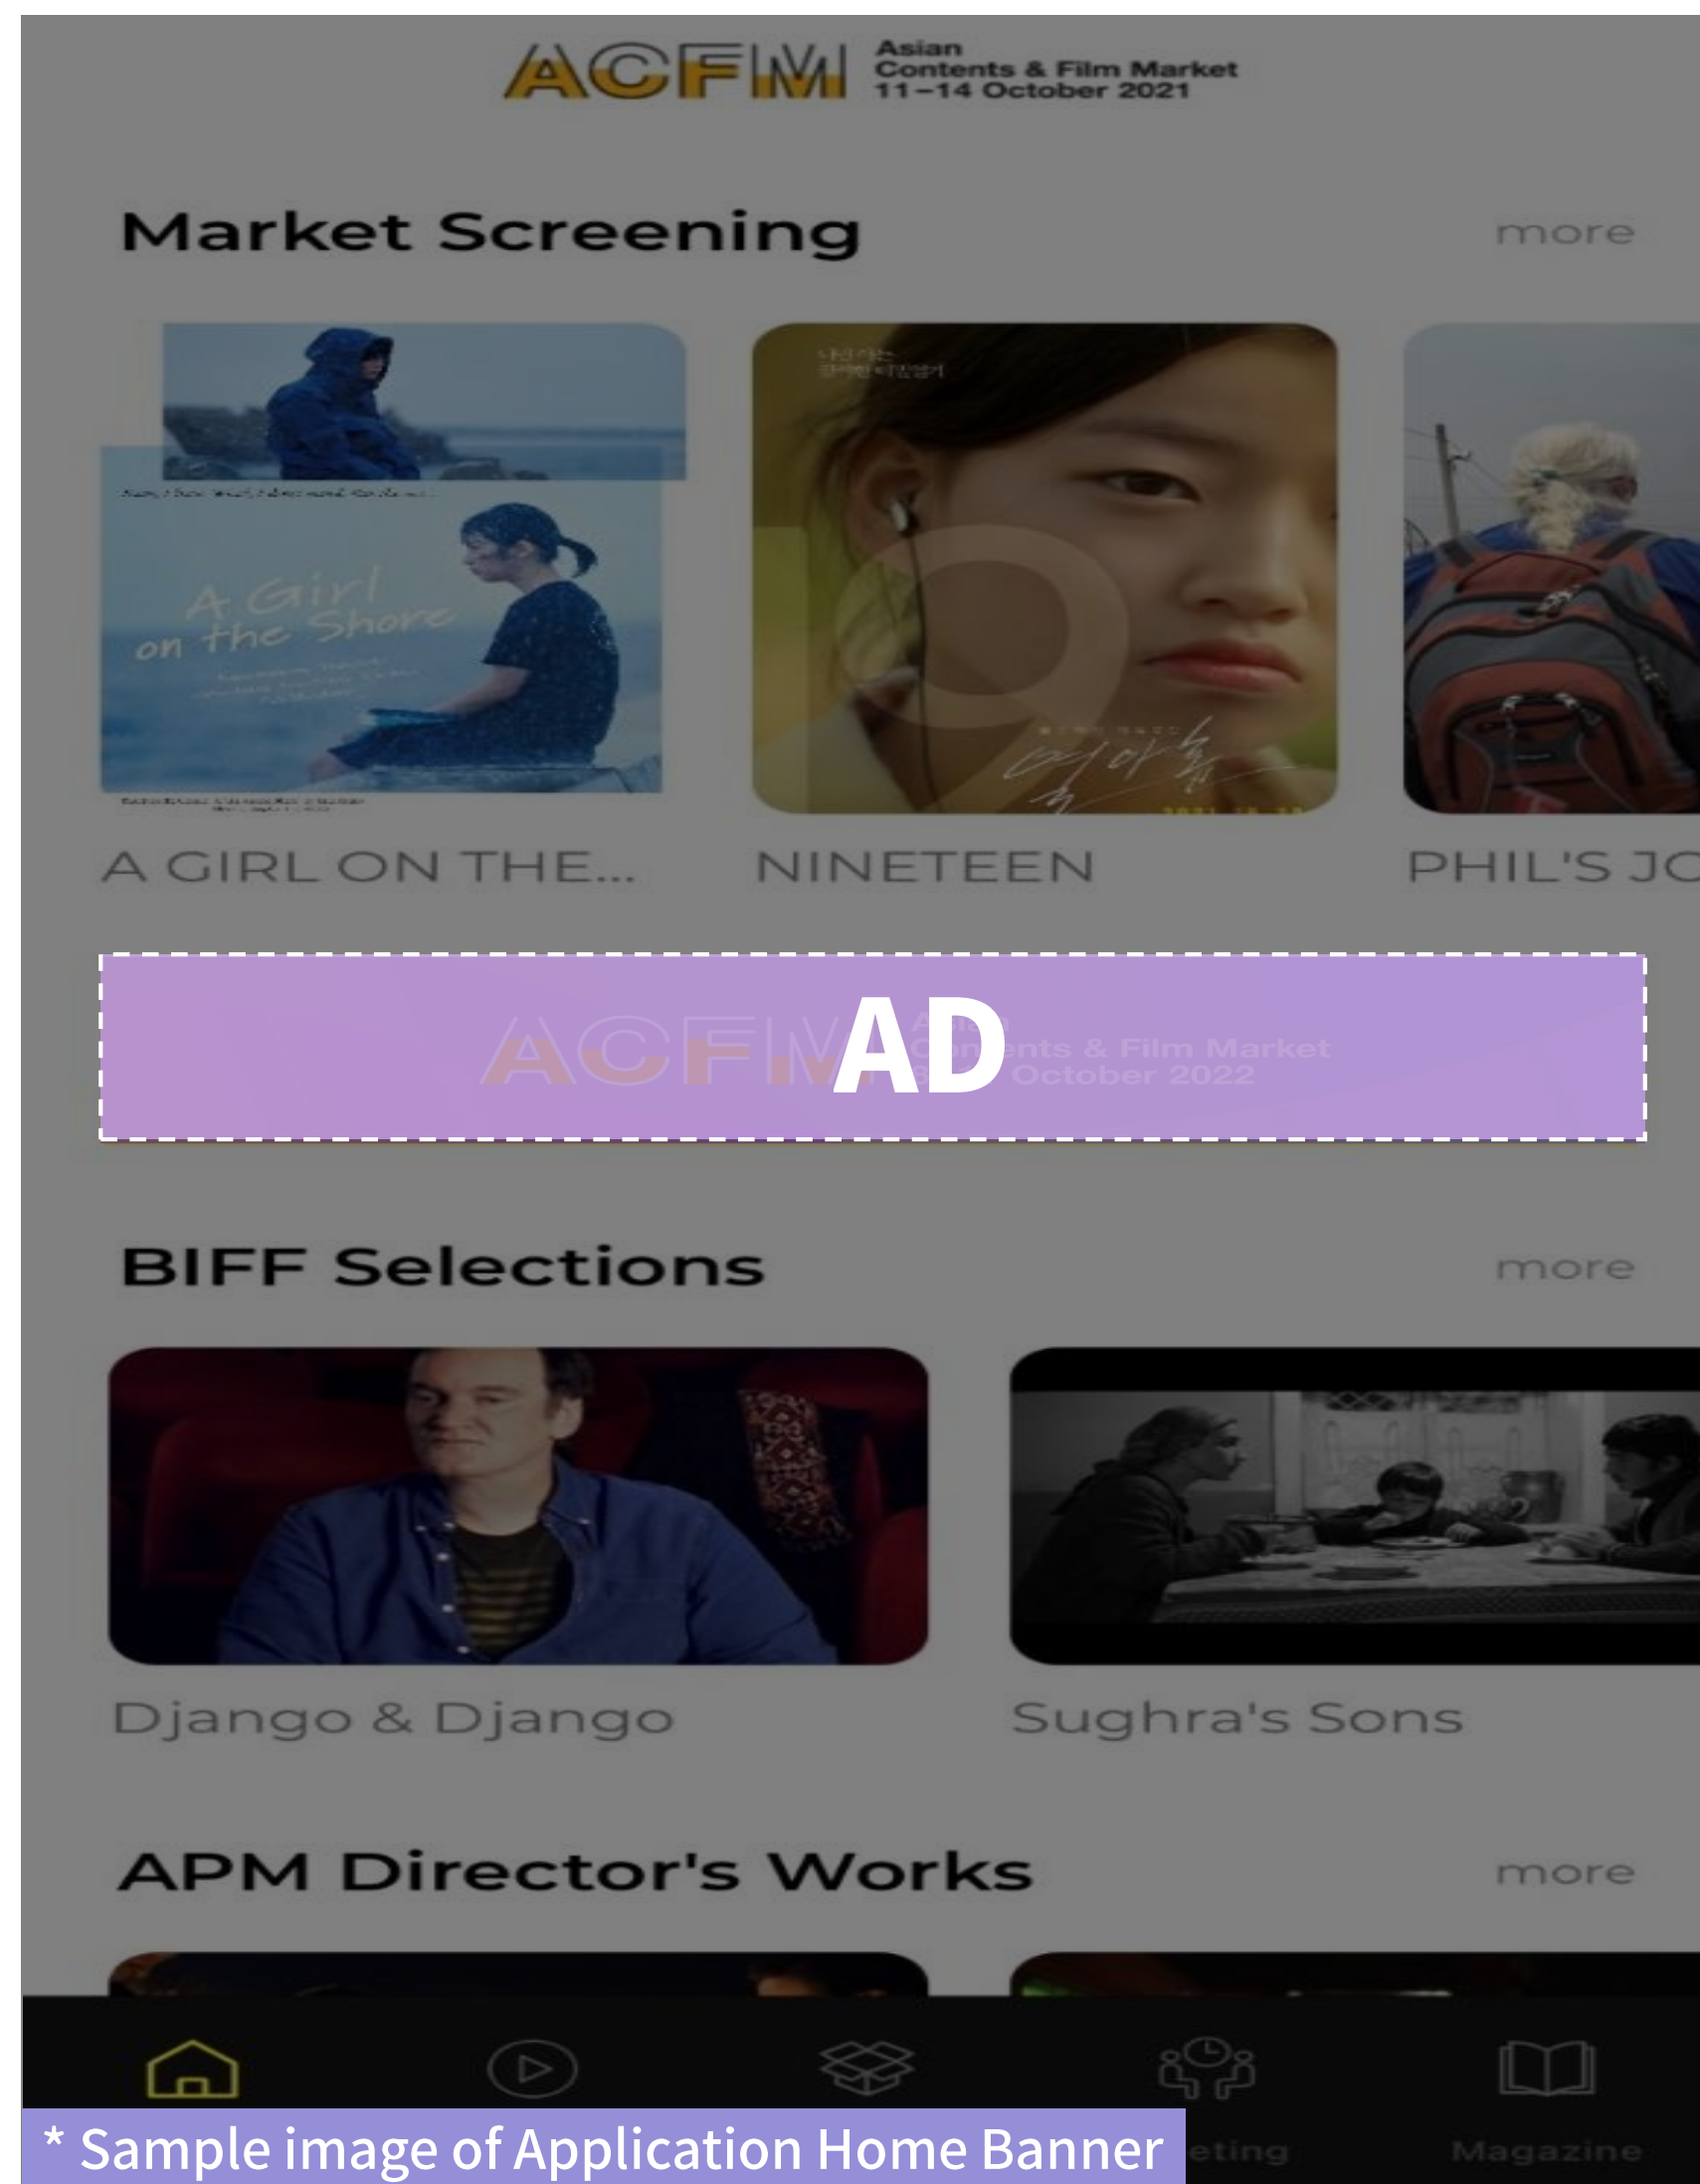 ACFM
Asian
Contents & Film Market
11–14 October 2021
Market Screening
more
A Girl
on the Shore
A GIRL ON THE...
NINETEEN
PHIL'S JO
AD
ACFM
Contents & Film Market
October 2022
BIFF Selections
more
Django & Django
Sughra's Sons
APM Director's Works
more
eting
Magazine
* Sample image of Application Home Banner